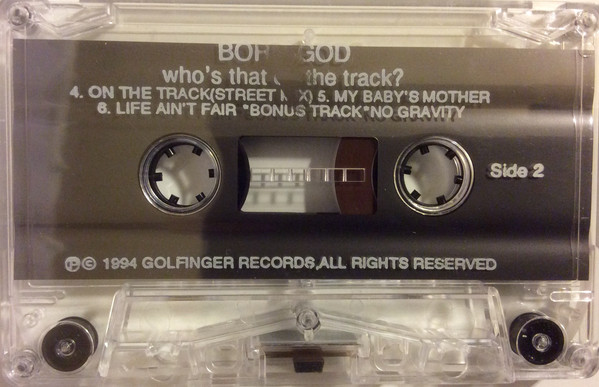 BOR GOD
who's that the track?
4. ON THE TRACK(STREET 5. MY BABY'S MOTHER
6. LIFE AIN'T FAIR *BONUS TRACK*NO GRAVITY
Side 2
℗© 1994 GOLFINGER RECORDS,ALL RIGHTS RESERVED